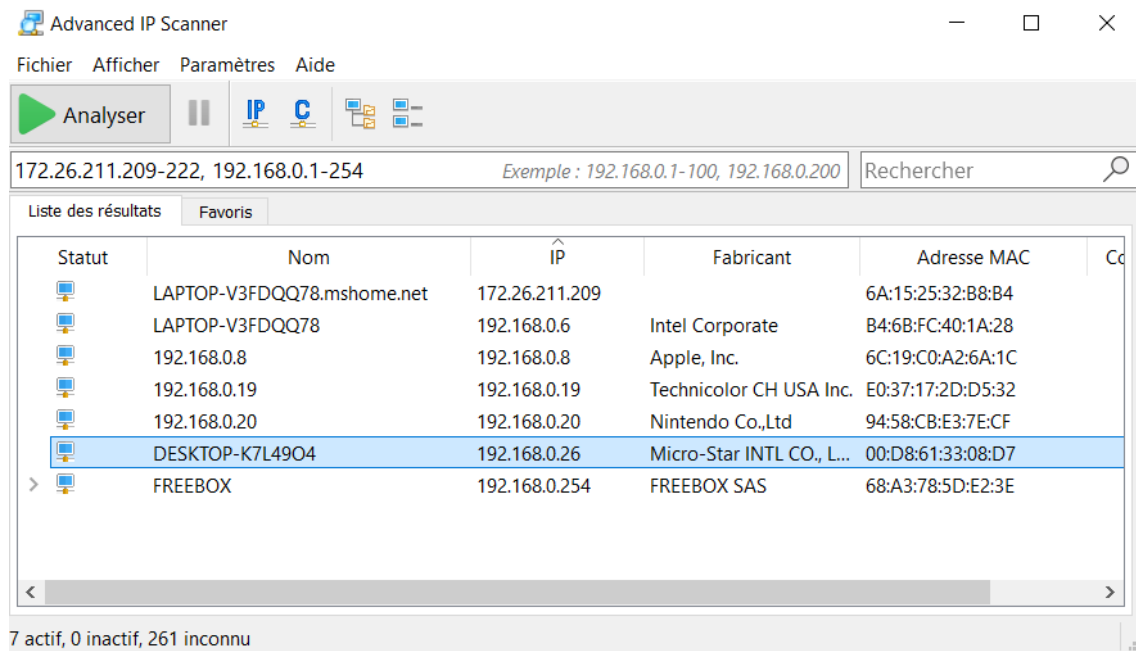 Advanced IP Scanner
Fichier Afficher Paramètres Aide
Analyser IP C
172.26.211.209-222, 192.168.0.1-254 Exemple : 192.168.0.1-100, 192.168.0.200 Rechercher
Liste des résultats Favoris
Statut Nom IP Fabricant Adresse MAC Co
LAPTOP-V3FDQQ78.mshome.net 172.26.211.209 6A:15:25:32:B8:B4
LAPTOP-V3FDQQ78 192.168.0.6 Intel Corporate B4:6B:FC:40:1A:28
192.168.0.8 192.168.0.8 Apple, Inc. 6C:19:C0:A2:6A:1C
192.168.0.19 192.168.0.19 Technicolor CH USA Inc. E0:37:17:2D:D5:32
192.168.0.20 192.168.0.20 Nintendo Co.,Ltd 94:58:CB:E3:7E:CF
DESKTOP-K7L49O4 192.168.0.26 Micro-Star INTL CO., L... 00:D8:61:33:08:D7
FREEBOX 192.168.0.254 FREEBOX SAS 68:A3:78:5D:E2:3E
7 actif, 0 inactif, 261 inconnu